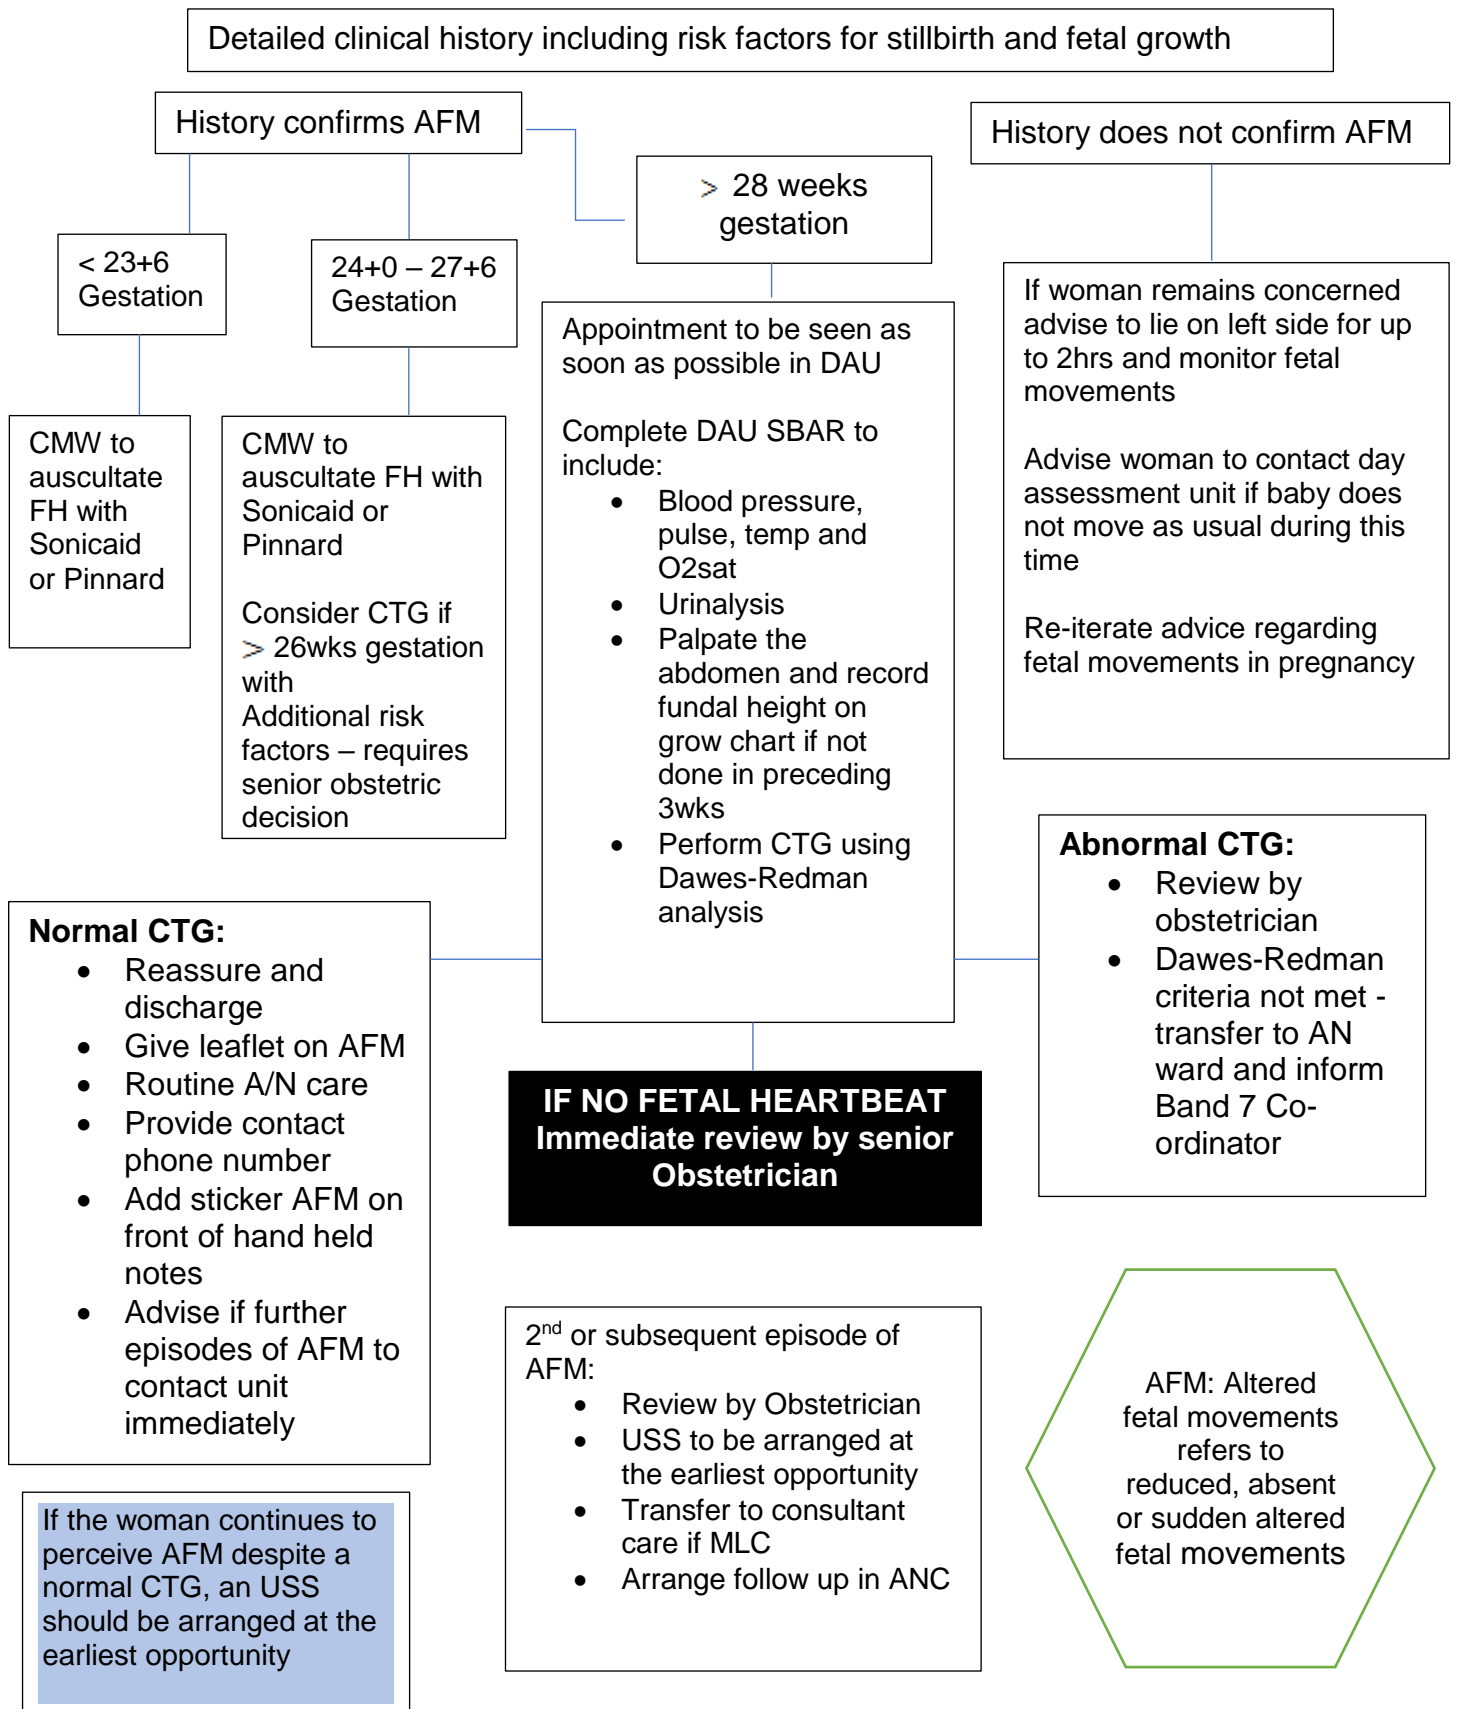 Detailed clinical history including risk factors for stillbirth and fetal growth
History confirms AFM
History does not confirm AFM
> 28 weeks
gestation
< 23+6
Gestation
24+0 – 27+6
Gestation
CMW to
auscultate
FH with
Sonicaid
or Pinnard
CMW to
auscultate FH with
Sonicaid or
Pinnard
Consider CTG if
> 26wks gestation
with
Additional risk
factors – requires
senior obstetric
decision
Appointment to be seen as
soon as possible in DAU
Complete DAU SBAR to
include:
• Blood pressure,
pulse, temp and
O2sat
• Urinalysis
• Palpate the
abdomen and record
fundal height on
grow chart if not
done in preceding
3wks
• Perform CTG using
Dawes-Redman
analysis
If woman remains concerned
advise to lie on left side for up
to 2hrs and monitor fetal
movements
Advise woman to contact day
assessment unit if baby does
not move as usual during this
time
Re-iterate advice regarding
fetal movements in pregnancy
Normal CTG:
• Reassure and
discharge
• Give leaflet on AFM
• Routine A/N care
• Provide contact
phone number
• Add sticker AFM on
front of hand held
notes
• Advise if further
episodes of AFM to
contact unit
immediately
Abnormal CTG:
• Review by
obstetrician
• Dawes-Redman
criteria not met -
transfer to AN
ward and inform
Band 7 Co-
ordinator
IF NO FETAL HEARTBEAT
Immediate review by senior
Obstetrician
2nd or subsequent episode of
AFM:
• Review by Obstetrician
• USS to be arranged at
the earliest opportunity
• Transfer to consultant
care if MLC
• Arrange follow up in ANC
AFM: Altered
fetal movements
refers to
reduced, absent
or sudden altered
fetal movements
If the woman continues to
perceive AFM despite a
normal CTG, an USS
should be arranged at the
earliest opportunity